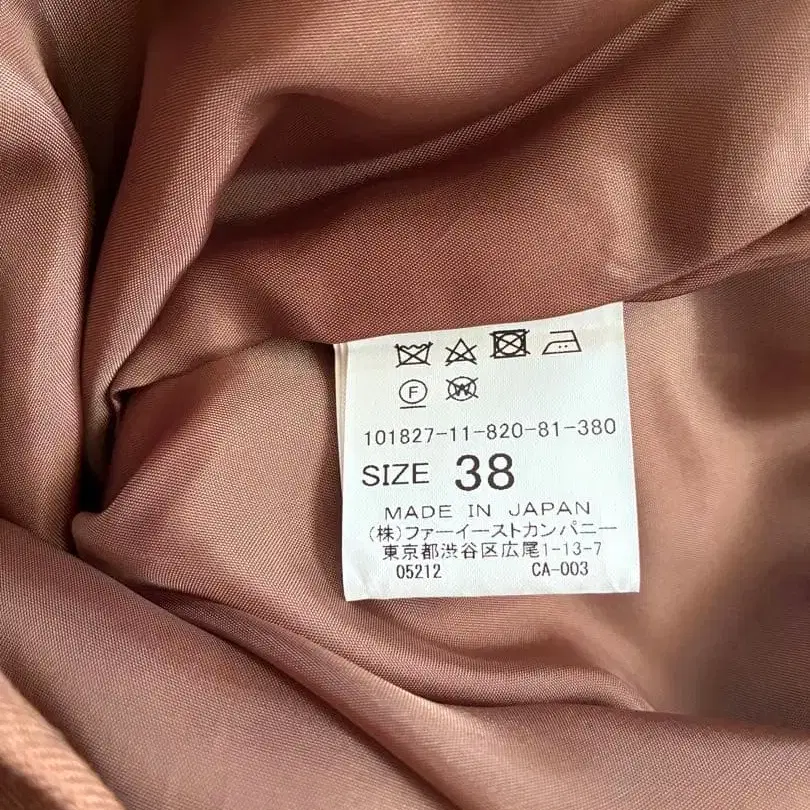 F W
101827-11-820-81-380
SIZE 38
MADE IN JAPAN
(株)ファーイーストカンパニー
東京都渋谷区広尾1-13-7
05212 CA-003